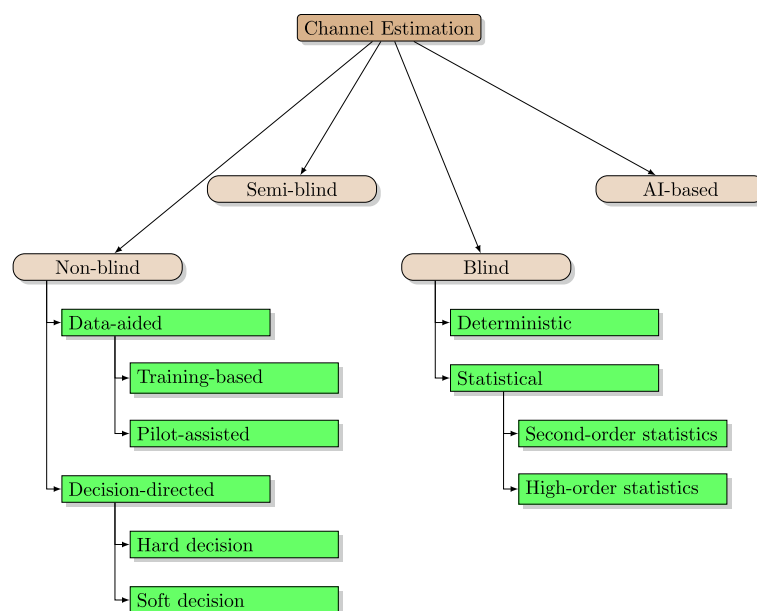 Channel Estimation
Semi-blind
AI-based
Non-blind
Blind
Data-aided
Deterministic
Training-based
Statistical
Pilot-assisted
Second-order statistics
Decision-directed
High-order statistics
Hard decision
Soft decision